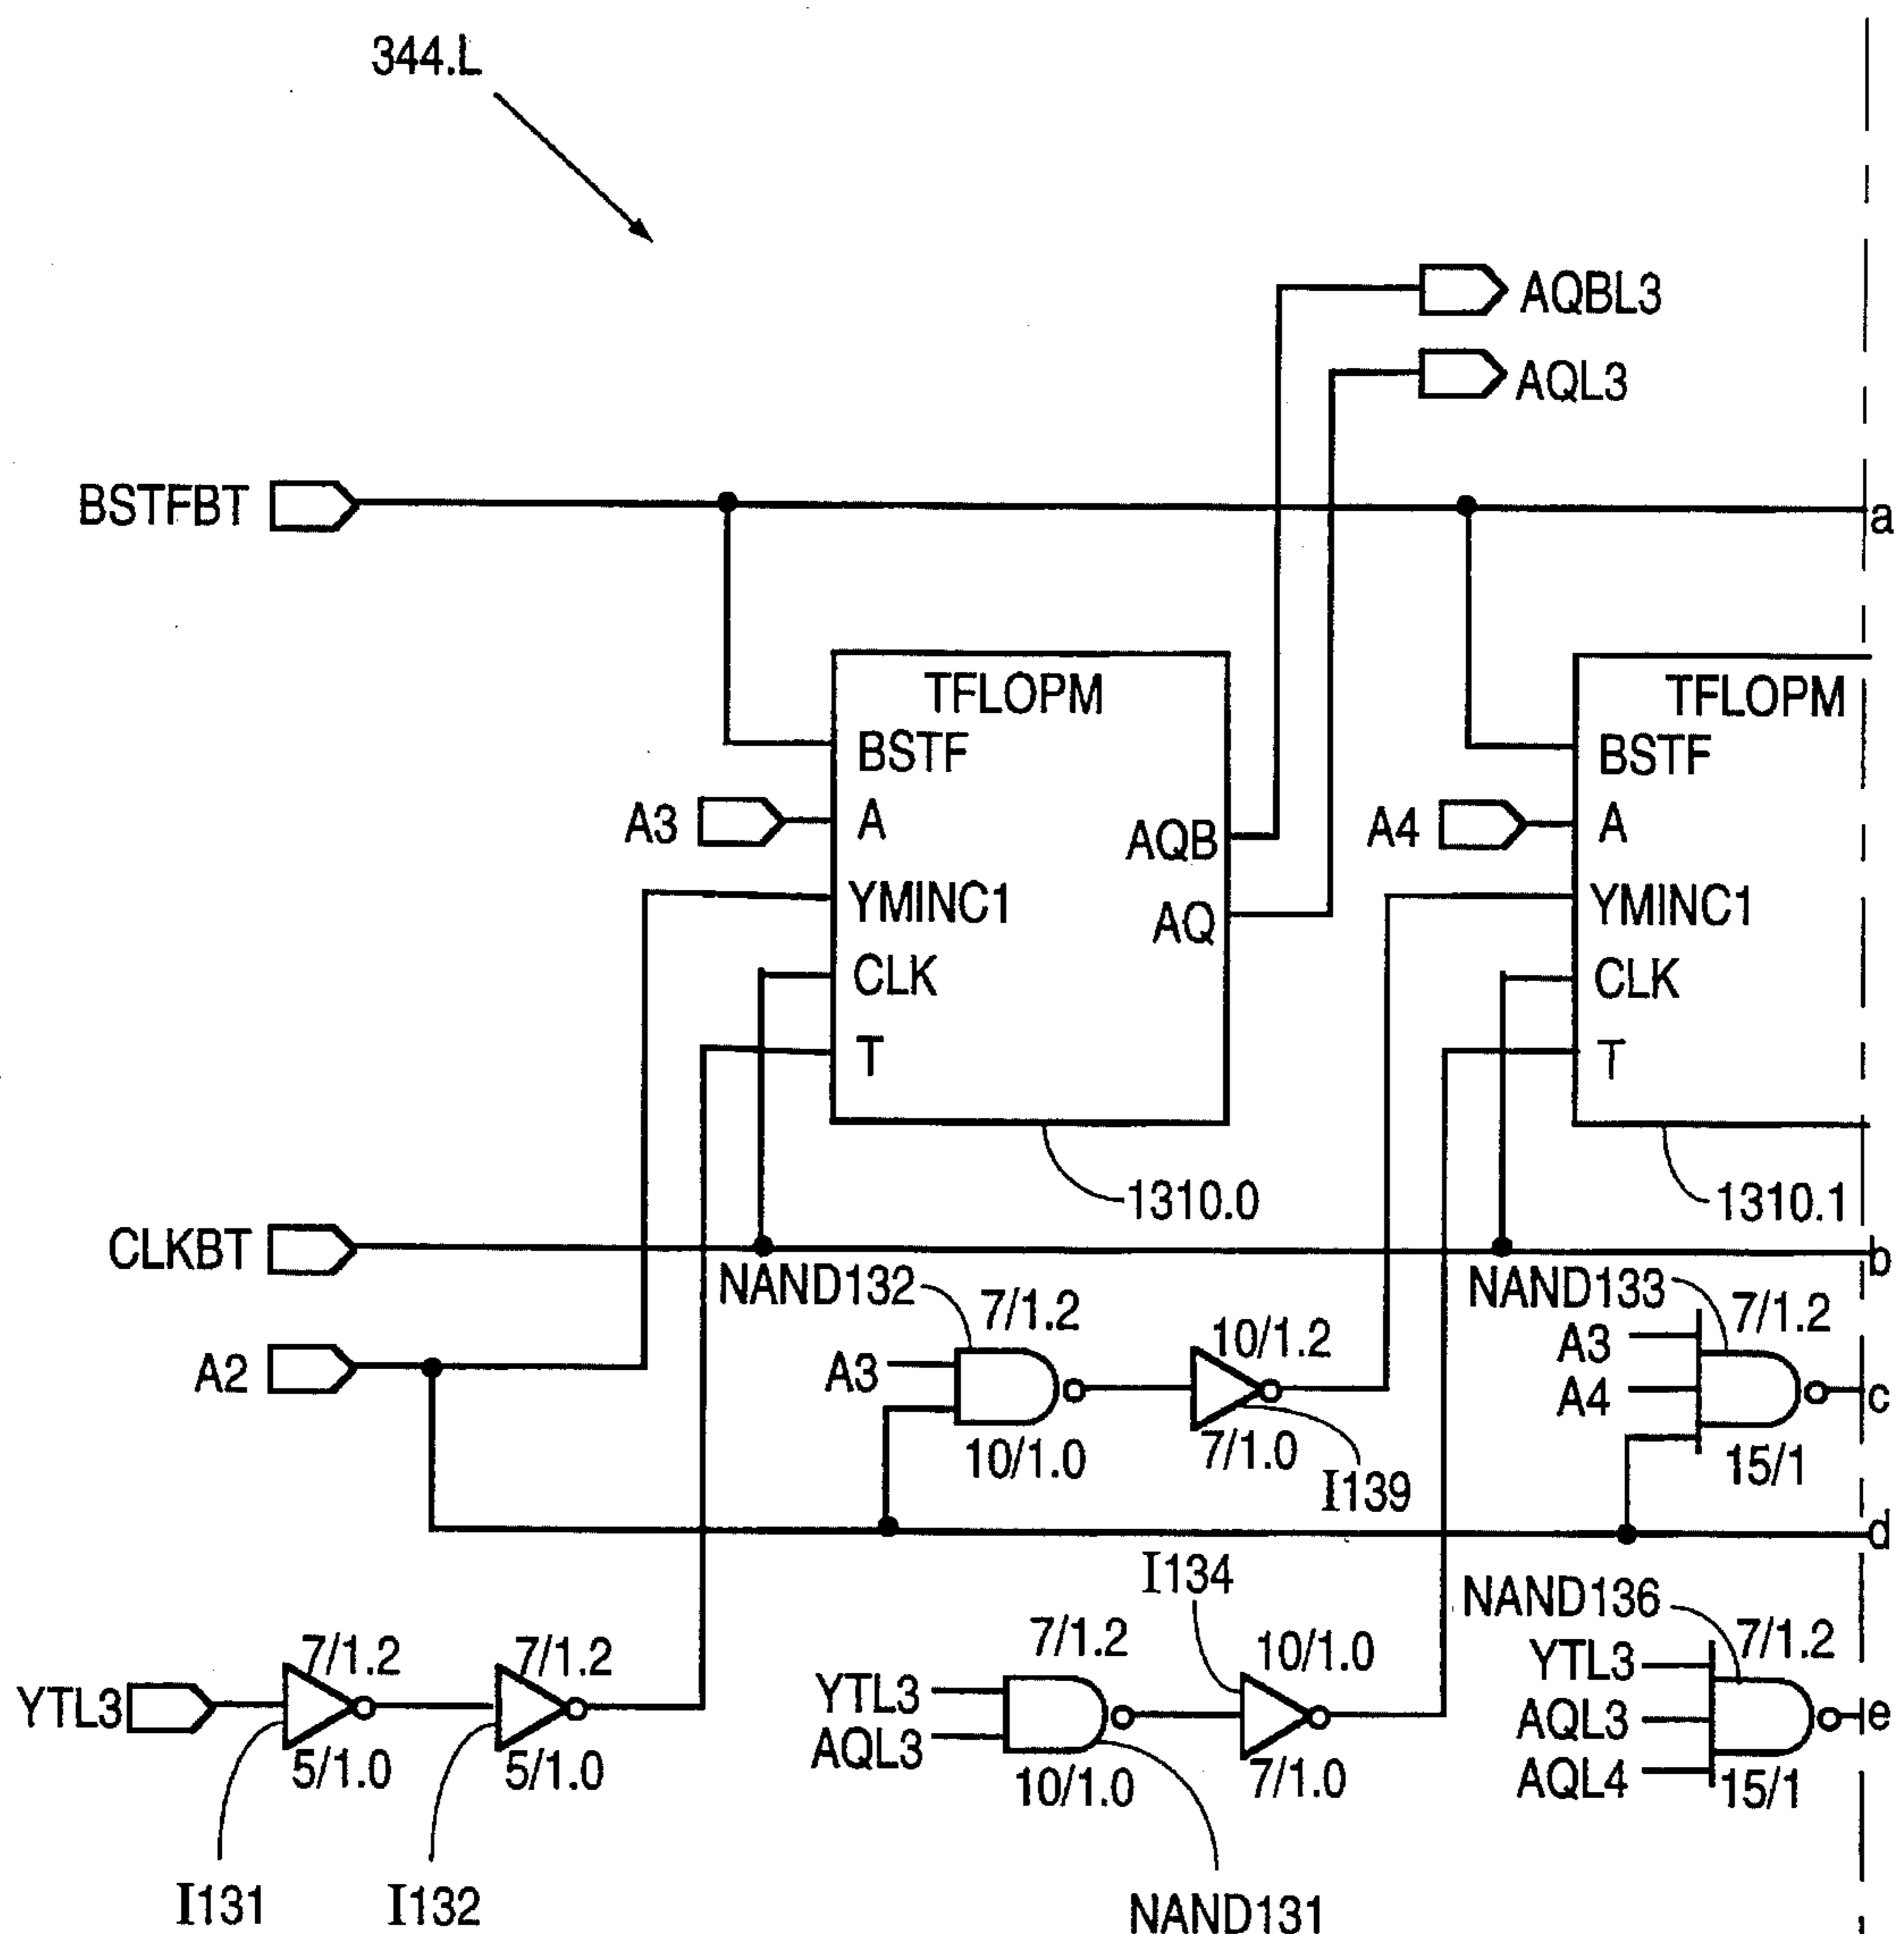 344.L
AQBL3
AQL3
BSTFBT
a
TFLOPM
BSTF
A3
A
AQB
YMINC1
AQ
CLK
T
1310.0
TFLOPM
BSTF
A4
A
YMINC1
CLK
T
1310.1
CLKBT
b
NAND132
7/1.2
A3
10/1.0
10/1.2
7/1.0
I139
NAND133
7/1.2
A3
A4
15/1
c
A2
d
I134
NAND136
7/1.2
7/1.2
YTL3
5/1.0
5/1.0
I131
I132
7/1.2
YTL3
AQL3
10/1.0
10/1.0
7/1.0
NAND131
7/1.2
YTL3
AQL3
AQL4
15/1
e